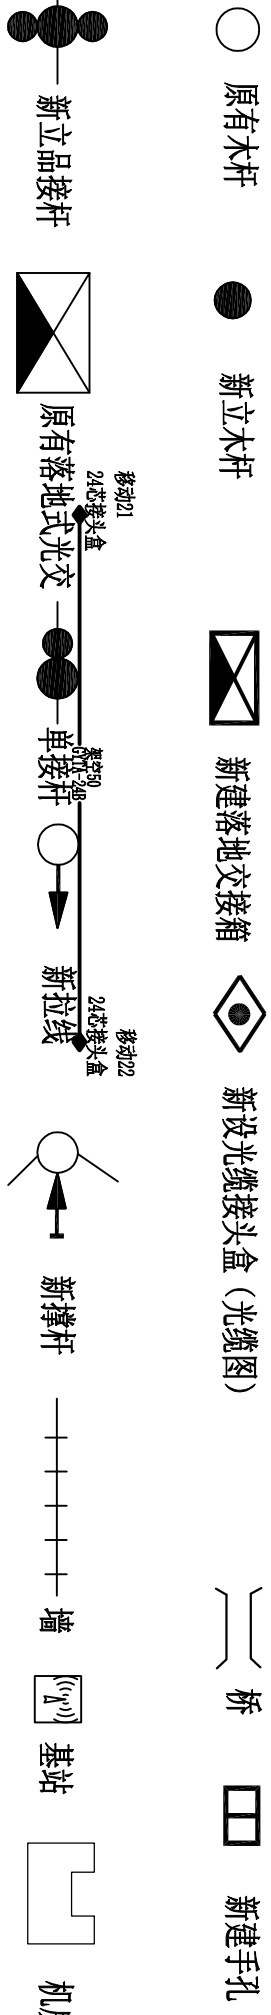 原有木杆
新立木杆
新建落地交接箱
新设光缆接头盒（光缆图）
桥
新建手孔
新立品接杆
原有落地式光交
单接杆
新拉线
新撑杆
墙
基站
移动21
24芯接头盒
架空50
GYTA-24B
移动22
24芯接头盒